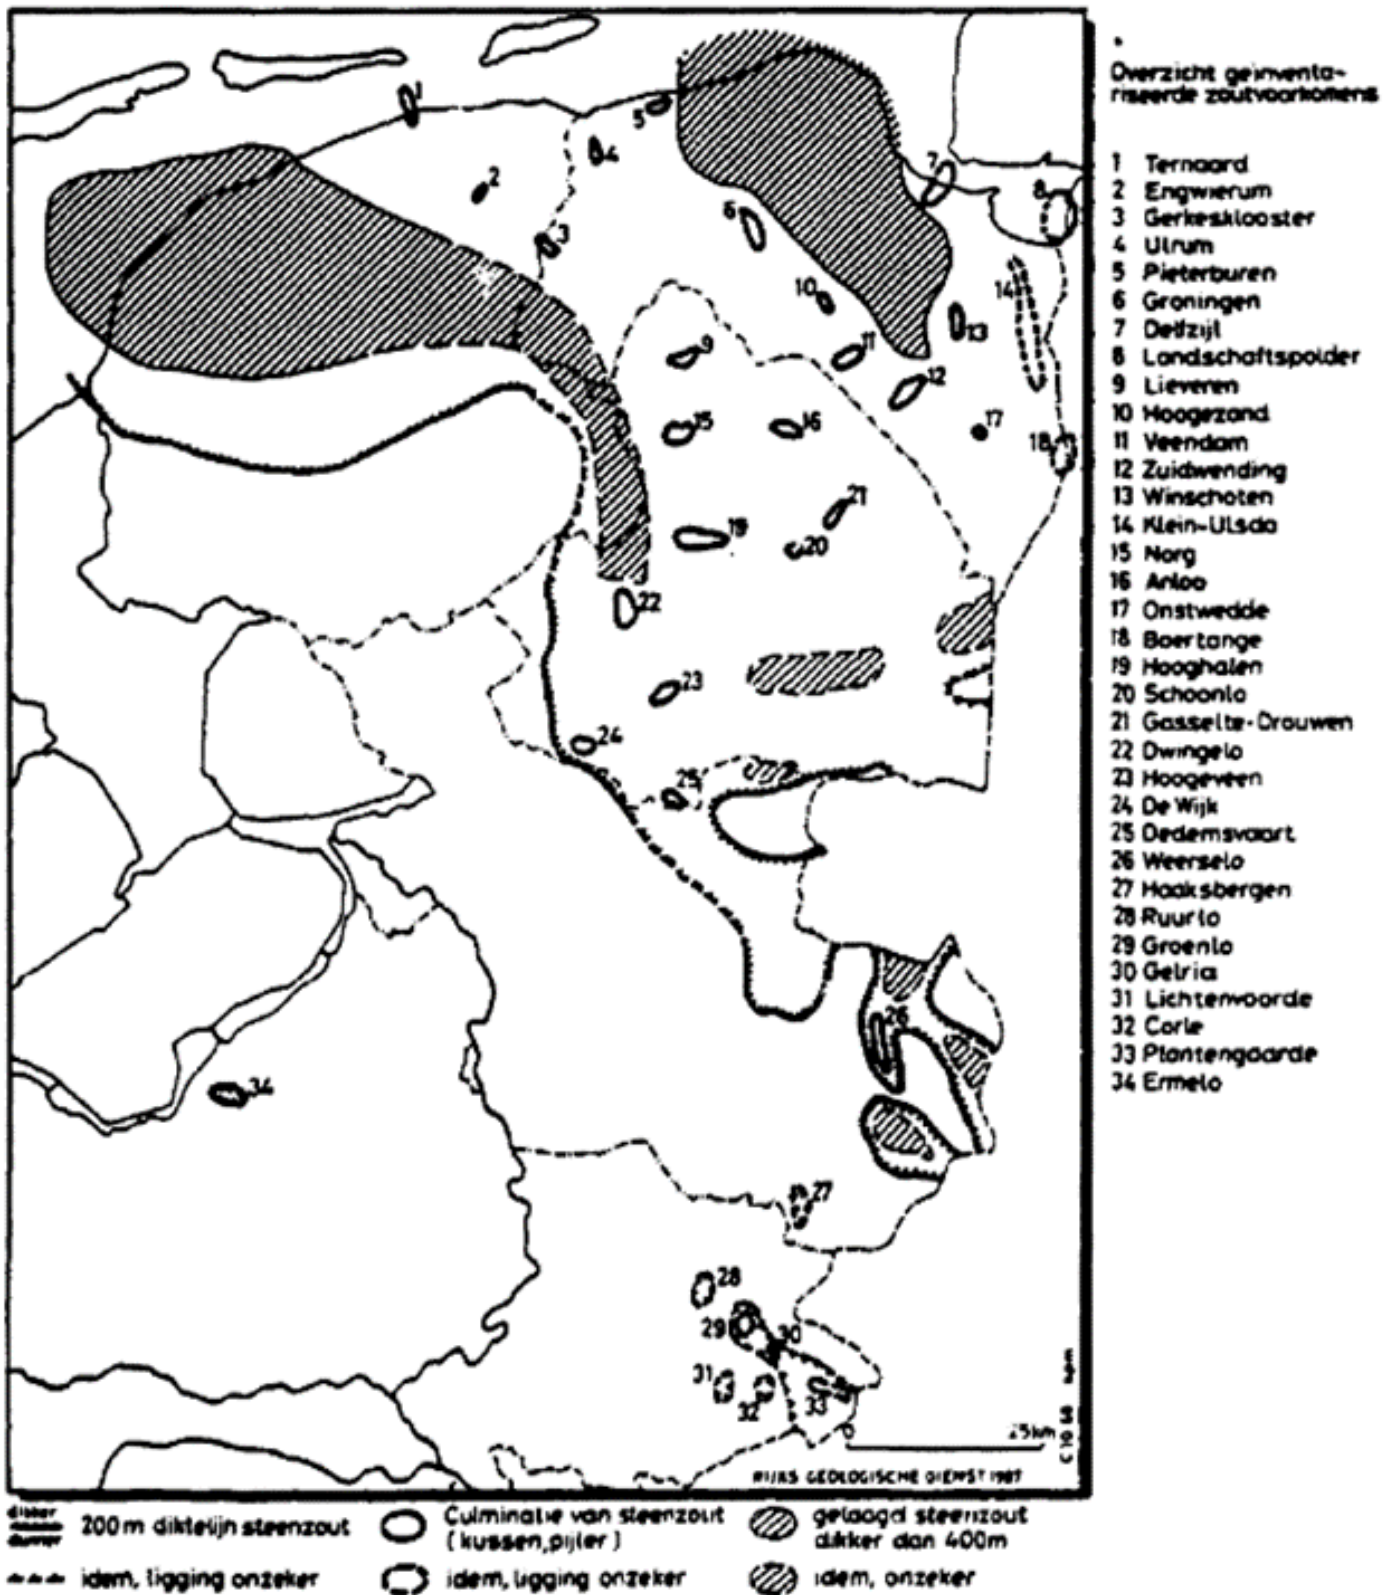 Overzicht geïnventa-
riseerde zoutvoorkomens
1 Ternaard
2 Engwierum
3 Gerkesklooster
4 Ulrum
5 Pieterburen
6 Groningen
7 Delfzijl
8 Landschaftspolder
9 Lieveren
10 Hoogezand
11 Veendam
12 Zuidwending
13 Winschoten
14 Klein-Ulsda
15 Norg
16 Anloo
17 Onstwedde
18 Boertange
19 Hooghalen
20 Schoonlo
21 Gasselte-Drouwen
22 Dwingelo
23 Hoogeveen
24 De Wijk
25 Dedemsvaart
26 Weerselo
27 Haaksbergen
28 Ruurlo
29 Groenlo
30 Gelria
31 Lichtenvoorde
32 Corle
33 Plantengaarde
34 Ermelo
1
5
4
2
3
7
8
6
10
14
13
9
11
12
15
16
17
18
21
19
20
22
23
24
25
26
34
27
28
29
30
31
32
33
0 25km
RIJKS GEOLOGISCHE DIENST 1987
dikker
dunner
200m diktelijn steenzout
idem, ligging onzeker
Culminatie van steenzout
(kussen, pijler)
idem, ligging onzeker
gelaagd steenzout
dikker dan 400m
idem, onzeker